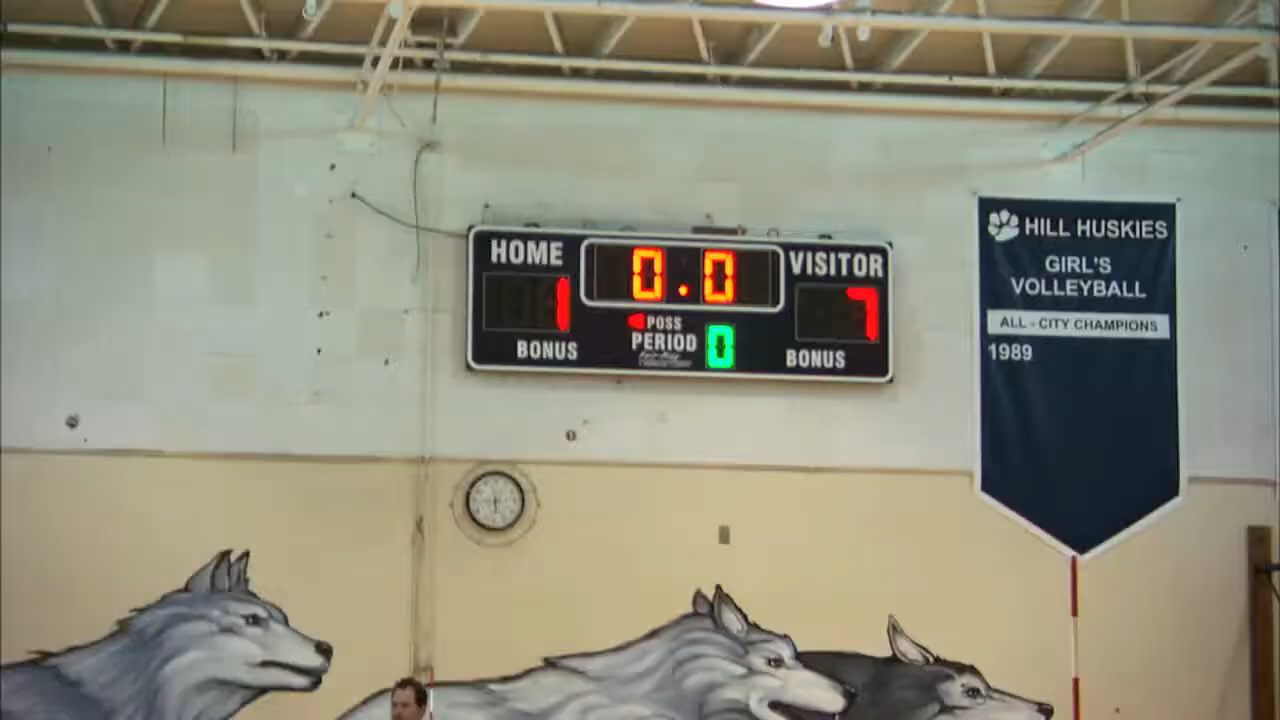 HOME
0.0
VISITOR
1
7
POSS
PERIOD
0
BONUS
BONUS
HILL HUSKIES
GIRL'S
VOLLEYBALL
ALL - CITY CHAMPIONS
1989